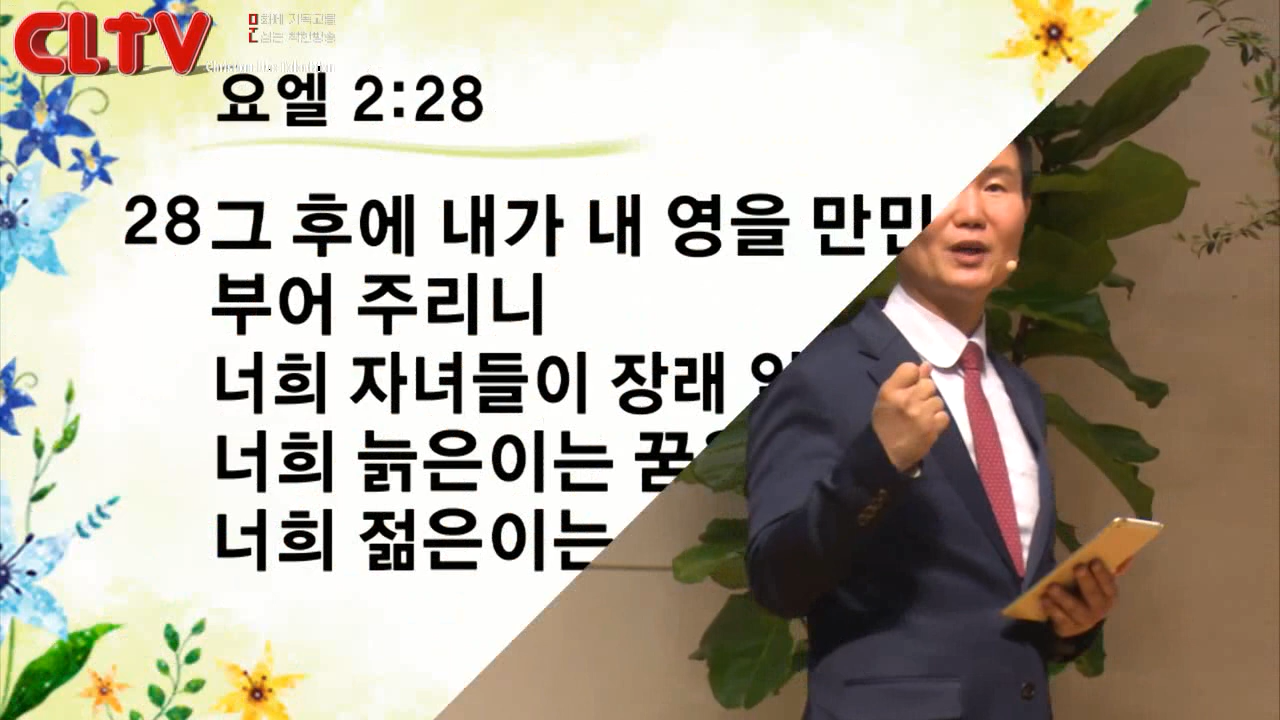 CLTV
요엘 2:28
28그 후에 내가 내 영을 만민
부어 주리니
너희 자녀들이 장래
너희 늙은이는
너희 젊은이는